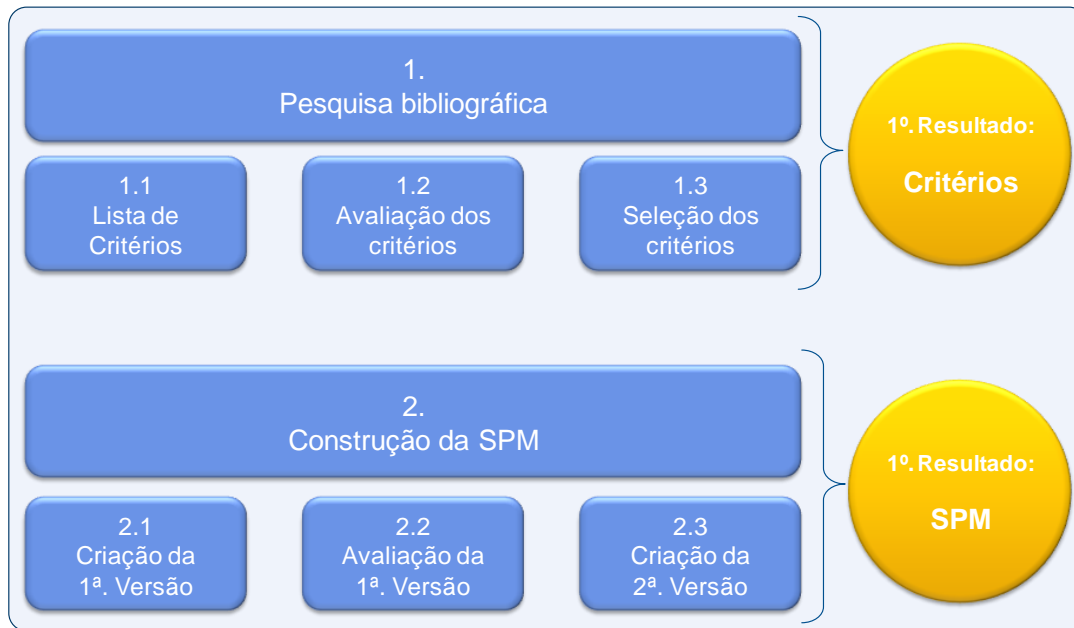 1.
Pesquisa bibliográfica
1.1
Lista de
Critérios
1.2
Avaliação dos
critérios
1.3
Seleção dos
critérios
1º. Resultado:
Critérios
2.
Construção da SPM
2.1
Criação da
1ª. Versão
2.2
Avaliação da
1ª. Versão
2.3
Criação da
2ª. Versão
1º. Resultado:
SPM